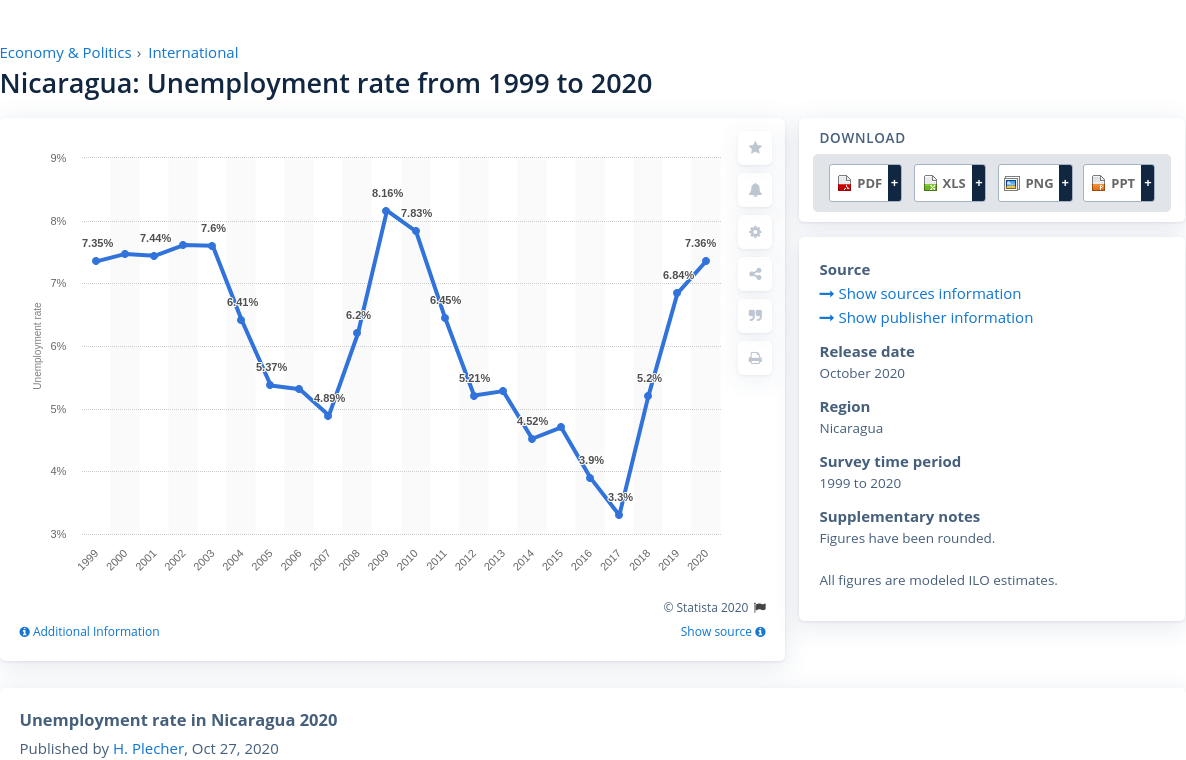 Economy & Politics › International
Nicaragua: Unemployment rate from 1999 to 2020
9%
8%
7%
6%
5%
4%
3%
Unemployment rate
7.35%
7.44%
7.6%
6.41%
5.37%
4.89%
6.2%
8.16%
7.83%
6.45%
5.21%
4.52%
3.9%
3.3%
5.2%
6.84%
7.36%
1999
2000
2001
2002
2003
2004
2005
2006
2007
2008
2009
2010
2011
2012
2013
2014
2015
2016
2017
2018
2019
2020
© Statista 2020
Additional Information
Show source
DOWNLOAD
PDF +
XLS +
PNG +
PPT +
Source
Show sources information
Show publisher information
Release date
October 2020
Region
Nicaragua
Survey time period
1999 to 2020
Supplementary notes
Figures have been rounded.
All figures are modeled ILO estimates.
Unemployment rate in Nicaragua 2020
Published by H. Plecher, Oct 27, 2020